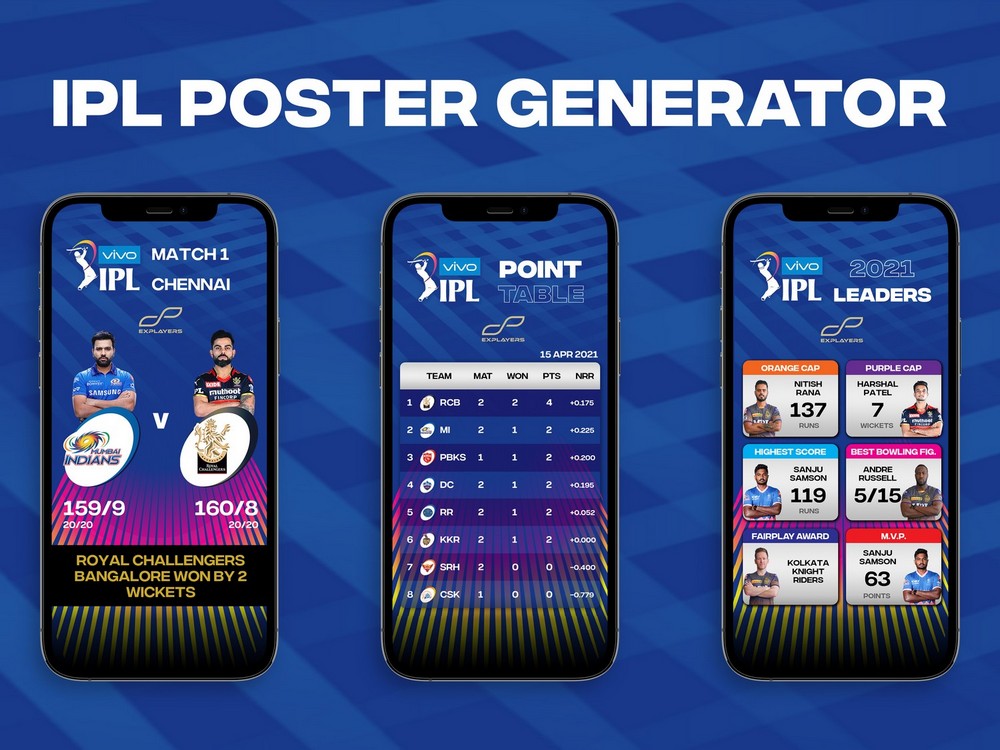 IPL POSTER GENERATOR
vivo
IPL
MATCH 1
CHENNAI
EXPLAYERS
SAMSUNG
muthoot
FINCORP
V
MUMBAI
INDIANS
ROYAL
CHALLENGERS
159/9
20/20
160/8
20/20
ROYAL CHALLENGERS
BANGALORE WON BY 2
WICKETS
vivo
IPL
POINT
TABLE
EXPLAYERS
15 APR 2021
TEAM MAT WON PTS NRR
1 RCB 2 2 4 +0.175
2 MI 2 1 2 +0.225
3 PBKS 1 1 2 +0.200
4 DC 2 1 2 +0.195
5 RR 2 1 2 +0.052
6 KKR 2 1 2 +0.000
7 SRH 2 0 0 -0.400
8 CSK 1 0 0 -0.779
vivo
IPL
2021
LEADERS
EXPLAYERS
ORANGE CAP
NITISH
RANA
137
RUNS
PURPLE CAP
HARSHAL
PATEL
7
WICKETS
HIGHEST SCORE
SANJU
SAMSON
119
RUNS
BEST BOWLING FIG.
ANDRE
RUSSELL
5/15
FAIRPLAY AWARD
KOLKATA
KNIGHT
RIDERS
M.V.P.
SANJU
SAMSON
63
POINTS